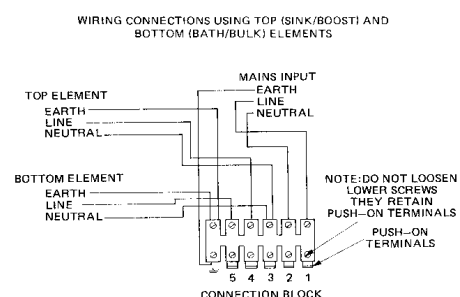 WIRING CONNECTIONS USING TOP (SINK/BOOST) AND
BOTTOM (BATH/BULK) ELEMENTS
MAINS INPUT
EARTH
LINE
NEUTRAL
TOP ELEMENT
EARTH
LINE
NEUTRAL
BOTTOM ELEMENT
EARTH
LINE
NEUTRAL
NOTE: DO NOT LOOSEN
LOWER SCREWS
THEY RETAIN
PUSH-ON TERMINALS
PUSH-ON
TERMINALS
5 4 3 2 1
CONNECTION BLOCK